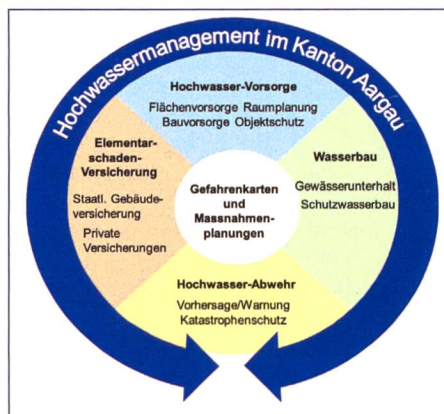 Hochwassermanagement im Kanton Aargau
Hochwasser-Vorsorge
Flächenvorsorge Raumplanung
Bauvorsorge Objektschutz
Elementar-
schaden-
Versicherung
Staatl. Gebäude-
versicherung
Private
Versicherungen
Gefahrenkarten
und
Massnahmen-
planungen
Wasserbau
Gewässerunterhalt
Schutzwasserbau
Hochwasser-Abwehr
Vorhersage/Warnung
Katastrophenschutz